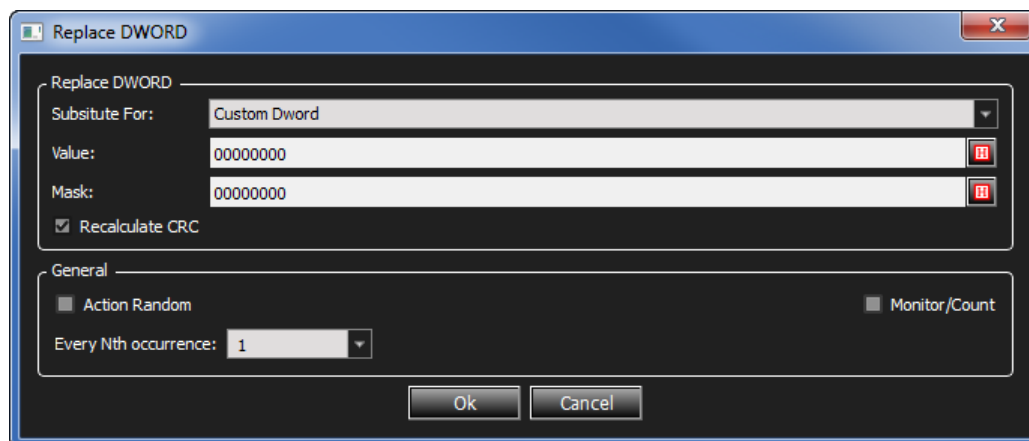 Replace DWORD
Replace DWORD
Subsitute For: Custom Dword
Value: 00000000
Mask: 00000000
Recalculate CRC
General
Action Random Monitor/Count
Every Nth occurrence: 1
Ok Cancel